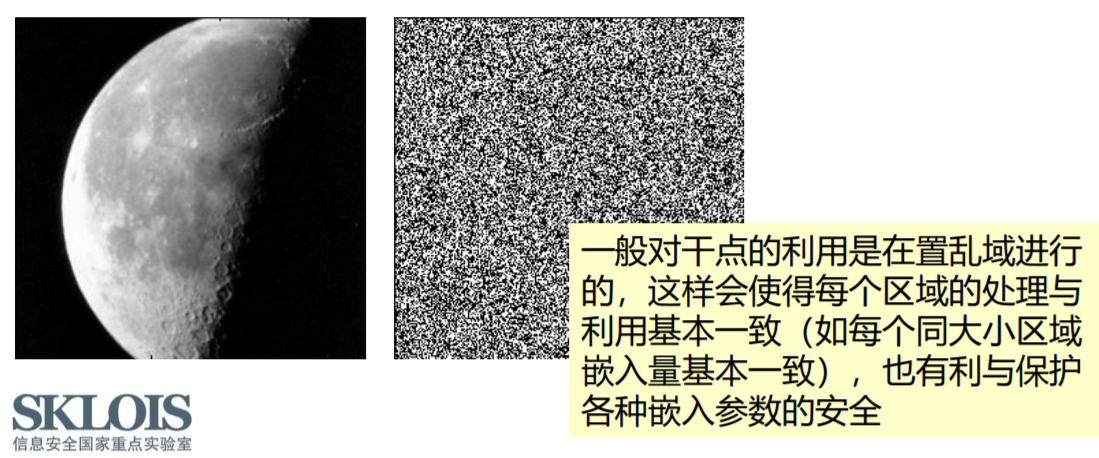 一般对干点的利用是在置乱域进行
的，这样会使得每个区域的处理与
利用基本一致（如每个同大小区域
嵌入量基本一致），也有利与保护
各种嵌入参数的安全
SKLOIS
信息安全国家重点实验室